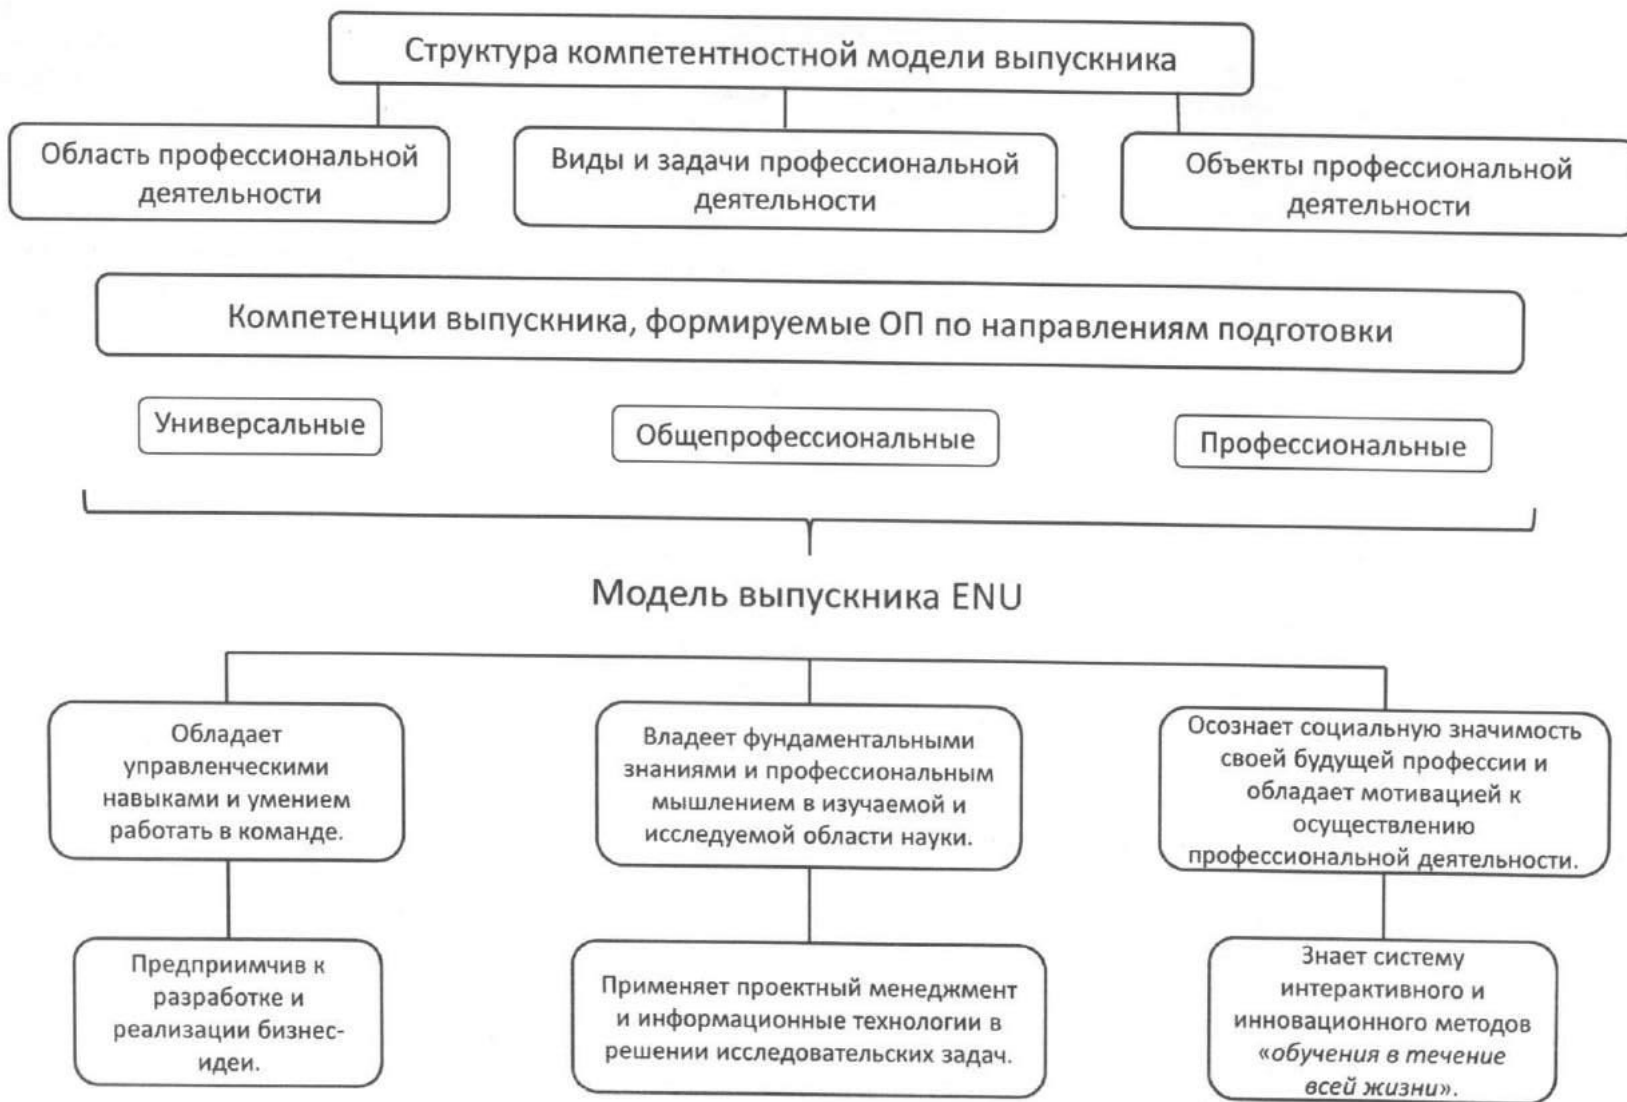 Структура компетентностной модели выпускника
Область профессиональной
деятельности
Виды и задачи профессиональной
деятельности
Объекты профессиональной
деятельности
Компетенции выпускника, формируемые ОП по направлениям подготовки
Универсальные
Общепрофессиональные
Профессиональные
Модель выпускника ENU
Обладает
управленческими
навыками и умением
работать в команде.
Владеет фундаментальными
знаниями и профессиональным
мышлением в изучаемой и
исследуемой области науки.
Осознает социальную значимость
своей будущей профессии и
обладает мотивацией к
осуществлению
профессиональной деятельности.
Предприимчив к
разработке и
реализации бизнес-
идеи.
Применяет проектный менеджмент
и информационные технологии в
решении исследовательских задач.
Знает систему
интерактивного и
инновационного методов
«обучения в течение
всей жизни».